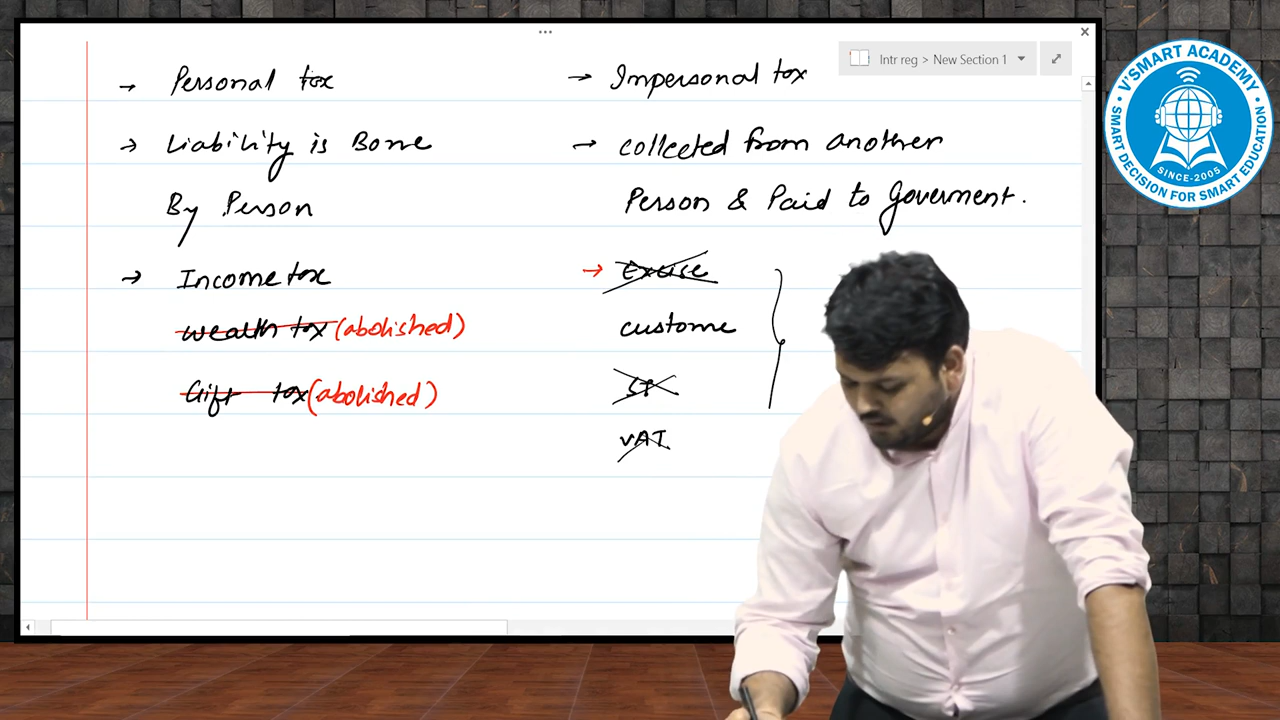 Intr reg > New Section 1
→ Personal tax
→ Liability is Bone
By Person
→ Income tax
wealth tax (abolished)
Gift tax (abolished)
→ Impersonal tax
→ collected from another
Person & Paid to Goverment.
→ Excise
custome
ST
VAT
V'SMART ACADEMY
SINCE-2005
SMART DECISION FOR SMART EDUCATION